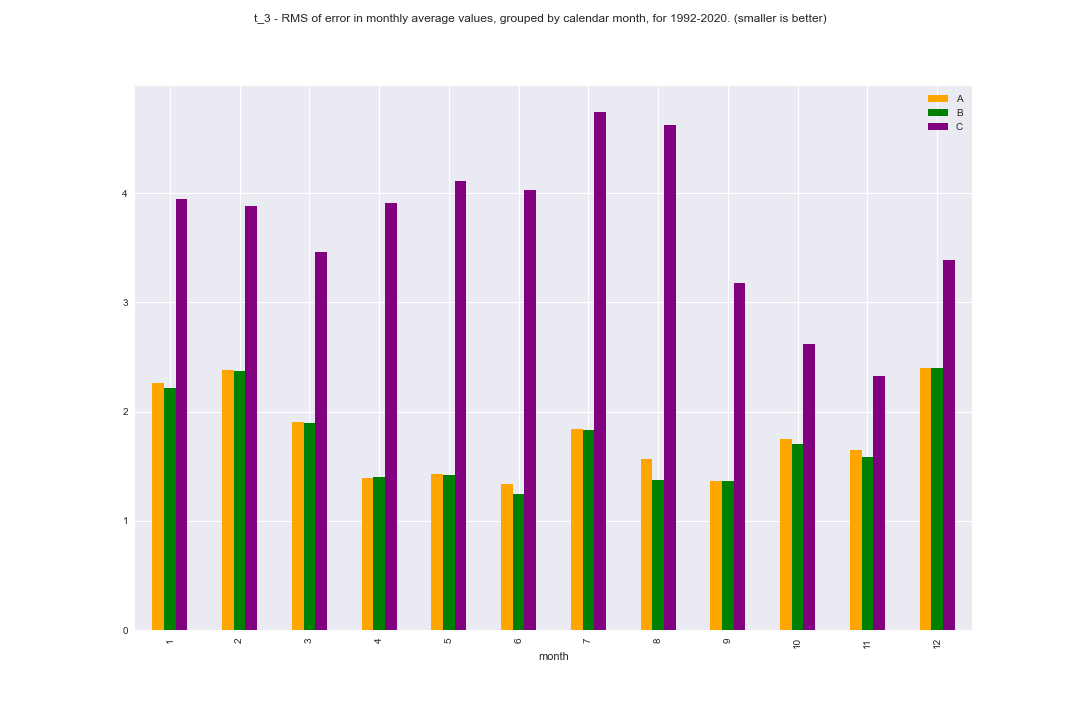 t_3 - RMS of error in monthly average values, grouped by calendar month, for 1992-2020. (smaller is better)
A
B
C
4
3
2
1
0
1 2 3 4 5 6 7 8 9 10 11 12
month